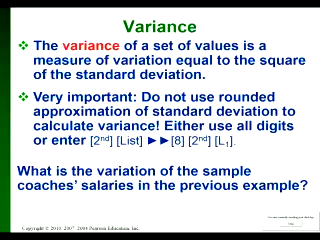 Variance
The variance of a set of values is a
measure of variation equal to the square
of the standard deviation.
Very important: Do not use rounded
approximation of standard deviation to
calculate variance! Either use all digits
or enter [2nd] [List] ►►[8] [2nd] [L1].
What is the variation of the sample
coaches’ salaries in the previous example?
Copyright © 2010 2007 2004 Pearson Education, Inc.